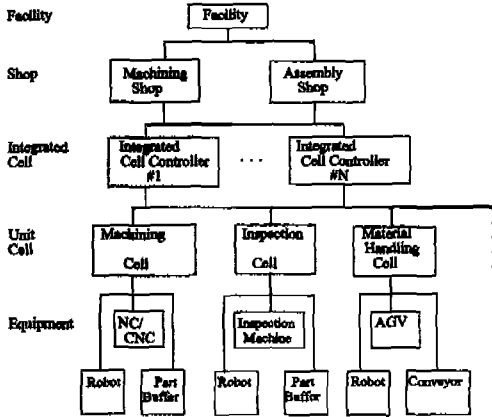 Facility
Facility
Shop
Machining
Shop
Assembly
Shop
Integrated
Cell
Integrated
Cell Controller
#1
. . .
Integrated
Cell Controller
#N
Unit
Cell
Machining
Cell
Inspection
Cell
Material
Handling
Cell
Equipment
NC/
CNC
Inspection
Machine
AGV
Robot
Part
Buffer
Robot
Part
Buffer
Robot
Conveyor